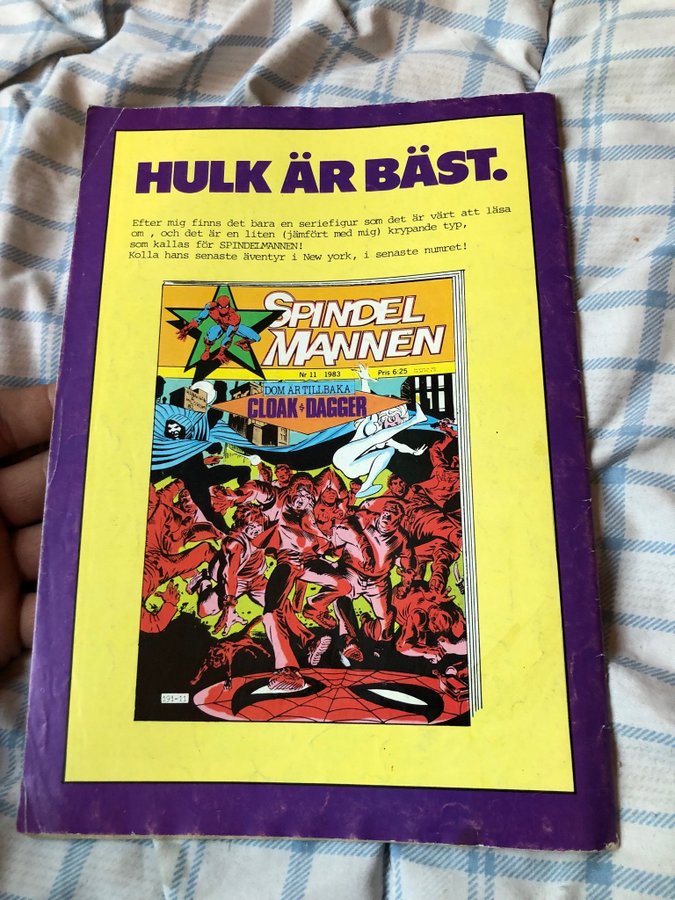 HULK ÄR BÄST.
Efter mig finns det bara en seriefigur som det är värt att läsa
om , och det är en liten (jämfört med mig) krypande typ,
som kallas för SPINDELMANNEN!
Kolla hans senaste äventyr i New york, i senaste numret!
SPINDEL
MANNEN
Nr 11 1983 Pris 6:25
DOM ÄR TILLBAKA
CLOAK + DAGGER
191-11